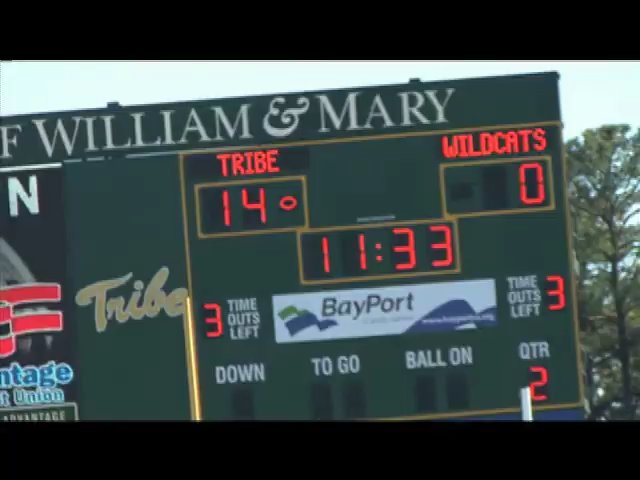 F WILLIAM & MARY
N
TRIBE
WILDCATS
14
0
11:33
Tribe
3
TIME
OUTS
LEFT
BayPort
TIME
OUTS
LEFT
3
DOWN
TO GO
BALL ON
QTR
2
ntage
t Union
ADVANTAGE